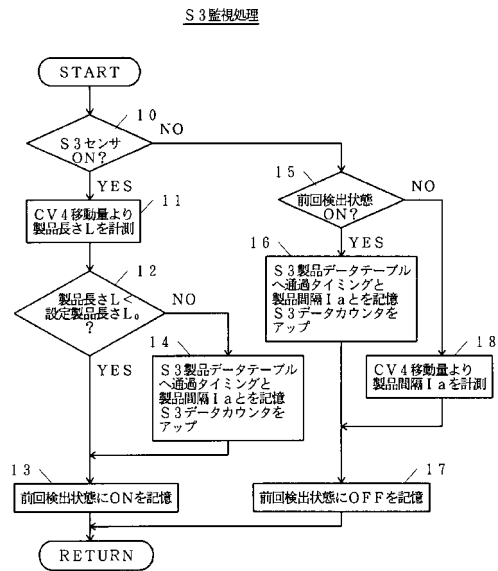 S3監視処理
START
10
S3センサ
ON?
NO
YES
11
CV4移動量より
製品長さLを計測
12
製品長さL<
設定製品長さL₀
?
NO
YES
14
S3製品データテーブル
へ通過タイミングと
製品間隔Iaとを記憶
S3データカウンタを
アップ
13
前回検出状態にONを記憶
RETURN
15
前回検出状態
ON?
NO
YES
16
S3製品データテーブル
へ通過タイミングと
製品間隔Iaとを記憶
S3データカウンタを
アップ
18
CV4移動量より
製品間隔Iaを計測
17
前回検出状態にOFFを記憶